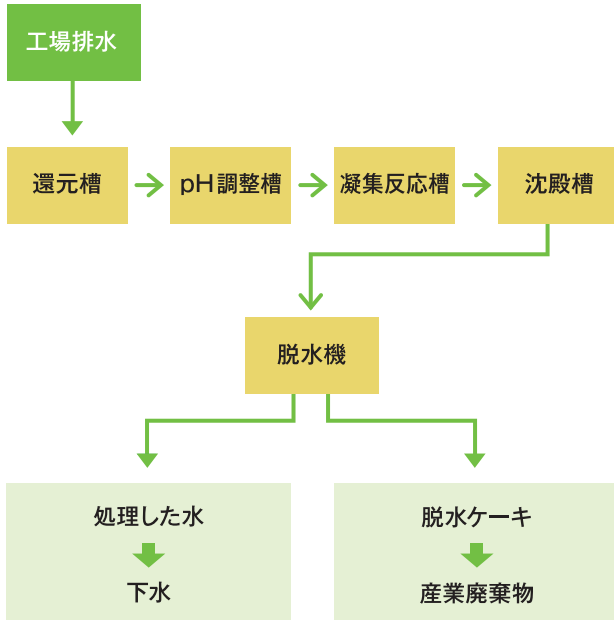 工場排水
還元槽
pH調整槽
凝集反応槽
沈殿槽
脱水機
処理した水
下水
脱水ケーキ
産業廃棄物